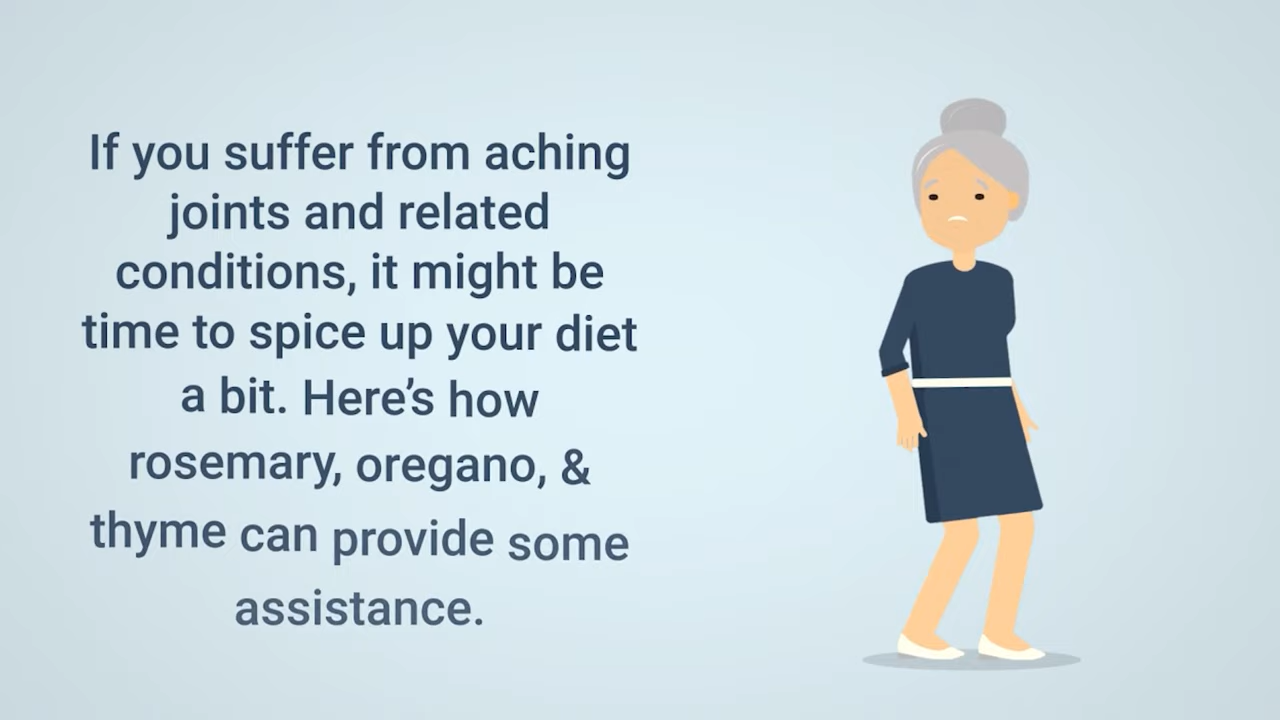 If you suffer from aching
joints and related
conditions, it might be
time to spice up your diet
a bit. Here’s how
rosemary, oregano, &
thyme can provide some
assistance.